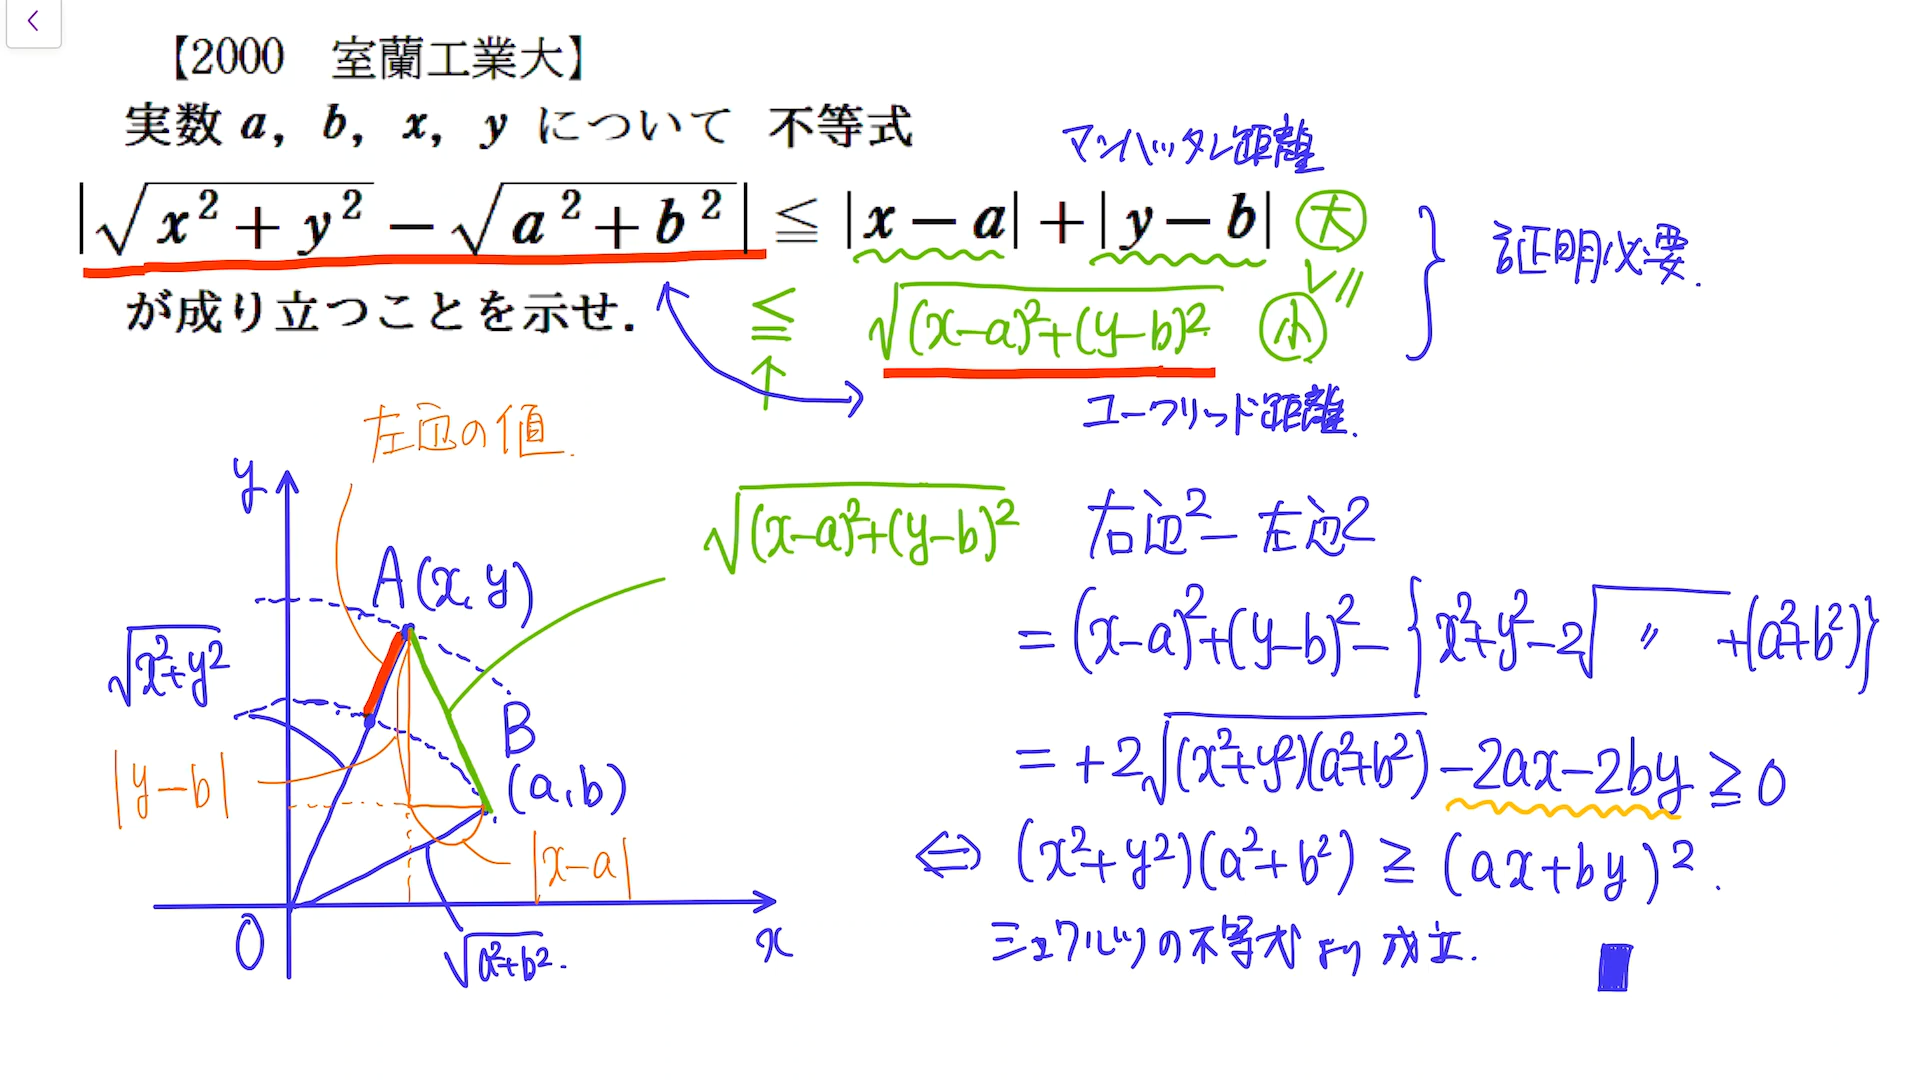 【2000 室蘭工業大】
実数 a, b, x, y について 不等式
マンハッタン距離
|√(x²+y²) − √(a²+b²)| ≦ |x−a|+|y−b| 大
∨〃
証明必要.
が成り立つことを示せ.
≦ √((x−a)²+(y−b)²) 小
ユークリッド距離.
左辺の値.
y
√((x−a)²+(y−b)²)
右辺² − 左辺²
A(x,y)
= (x−a)²+(y−b)² − {x²+y²−2√〃 +(a²+b²)}
√(x²+y²)
B
(a,b)
|y−b|
= +2√((x²+y²)(a²+b²)) −2ax−2by ≧ 0
|x−a|
⇔ (x²+y²)(a²+b²) ≧ (ax+by)².
O
√(a²+b²).
x
シュワルツの不等式より成立.